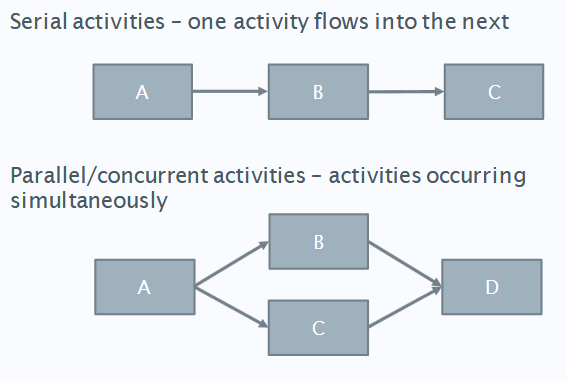 Serial activities – one activity flows into the next
A
B
C
Parallel/concurrent activities – activities occurring
simultaneously
B
A
D
C